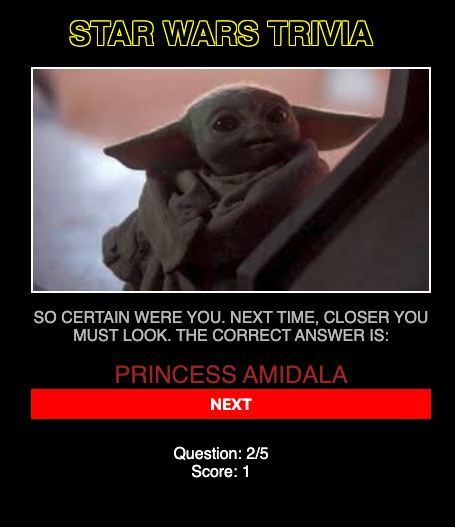 STAR WARS TRIVIA
SO CERTAIN WERE YOU. NEXT TIME, CLOSER YOU
MUST LOOK. THE CORRECT ANSWER IS:
PRINCESS AMIDALA
NEXT
Question: 2/5
Score: 1